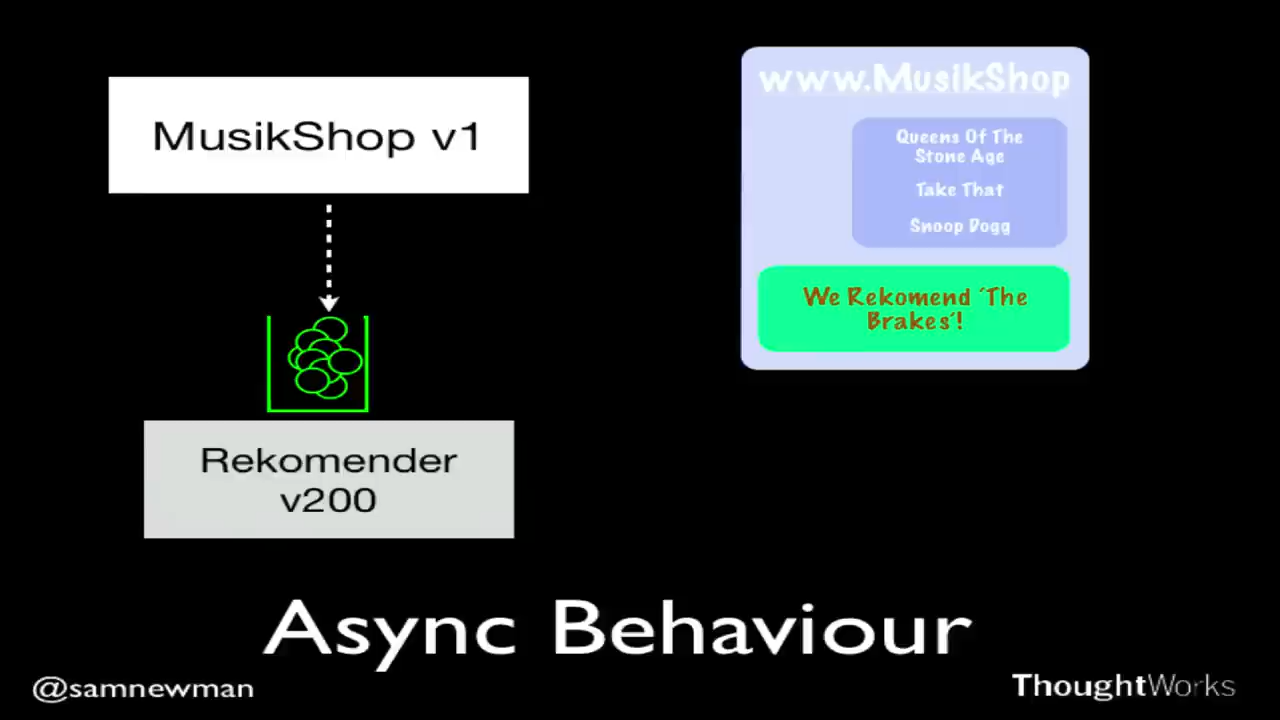 MusikShop v1
Rekomender
v200
www.MusikShop
Queens Of The
Stone Age
Take That
Snoop Dogg
We Rekomend 'The
Brakes'!
Async Behaviour
@samnewman
ThoughtWorks